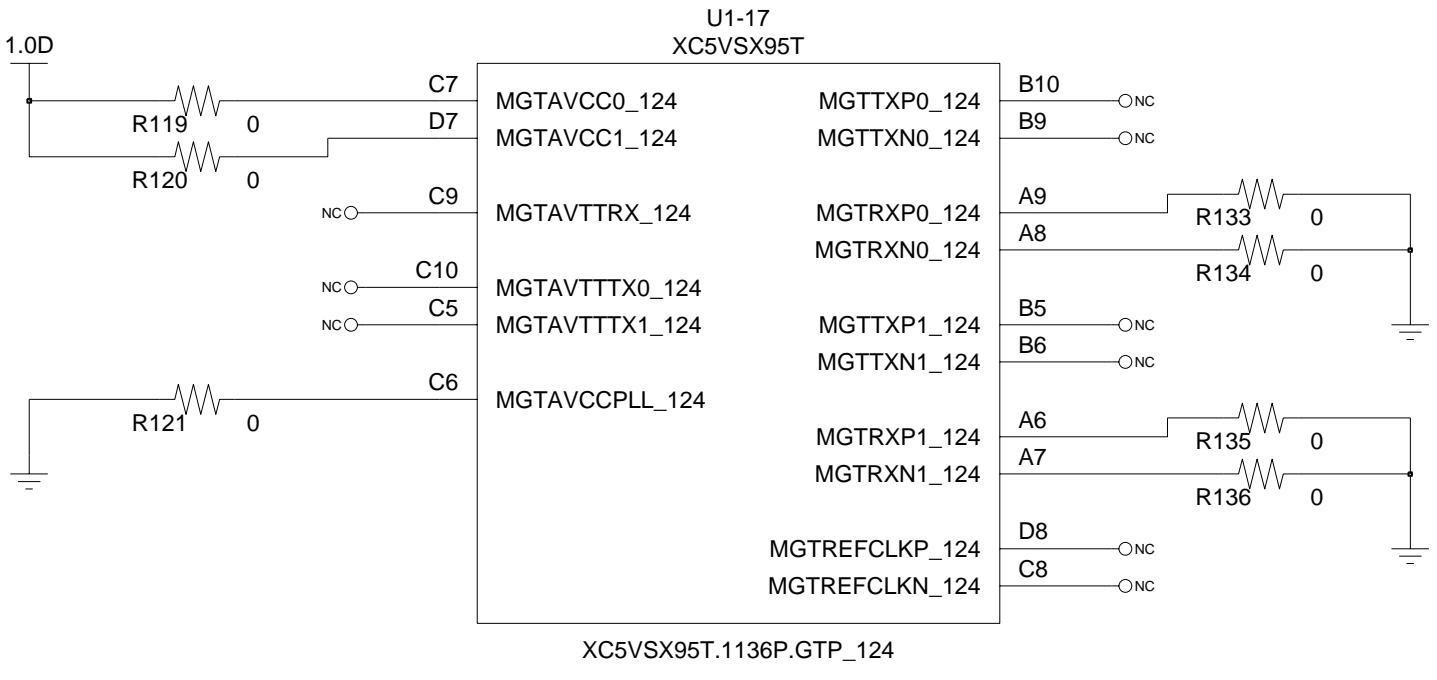 U1-17
XC5VSX95T
1.0D
C7
MGTAVCC0_124
R119 0
D7
MGTAVCC1_124
R120 0
C9
NC
MGTAVTTRX_124
C10
NC
MGTAVTTTX0_124
C5
NC
MGTAVTTTX1_124
C6
MGTAVCCPLL_124
R121 0
MGTTXP0_124
B10
NC
MGTTXN0_124
B9
NC
MGTRXP0_124
A9
R133 0
MGTRXN0_124
A8
R134 0
MGTTXP1_124
B5
NC
MGTTXN1_124
B6
NC
MGTRXP1_124
A6
R135 0
MGTRXN1_124
A7
R136 0
MGTREFCLKP_124
D8
NC
MGTREFCLKN_124
C8
NC
XC5VSX95T.1136P.GTP_124